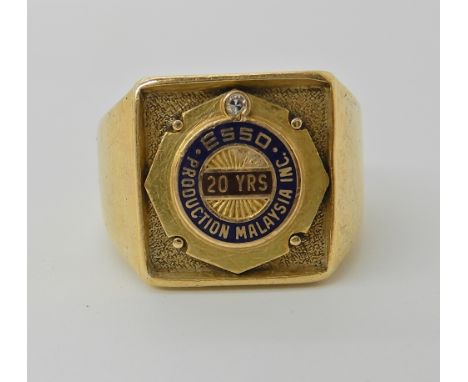 ESSO
20 YRS
PRODUCTION MALAYSIA INC.